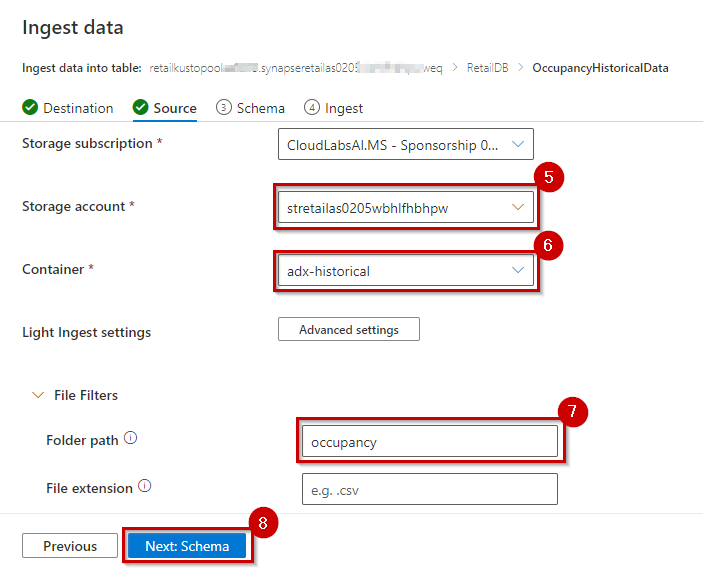 Ingest data
Ingest data into table: retailkustopool .synapseretailas0205 weq > RetailDB > OccupancyHistoricalData
Destination Source 3 Schema 4 Ingest
Storage subscription * CloudLabsAI.MS - Sponsorship 0...
5
Storage account * stretailas0205wbhlfhbhpw
6
Container * adx-historical
Light Ingest settings Advanced settings
File Filters
7
Folder path occupancy
File extension e.g. .csv
8
Previous Next: Schema